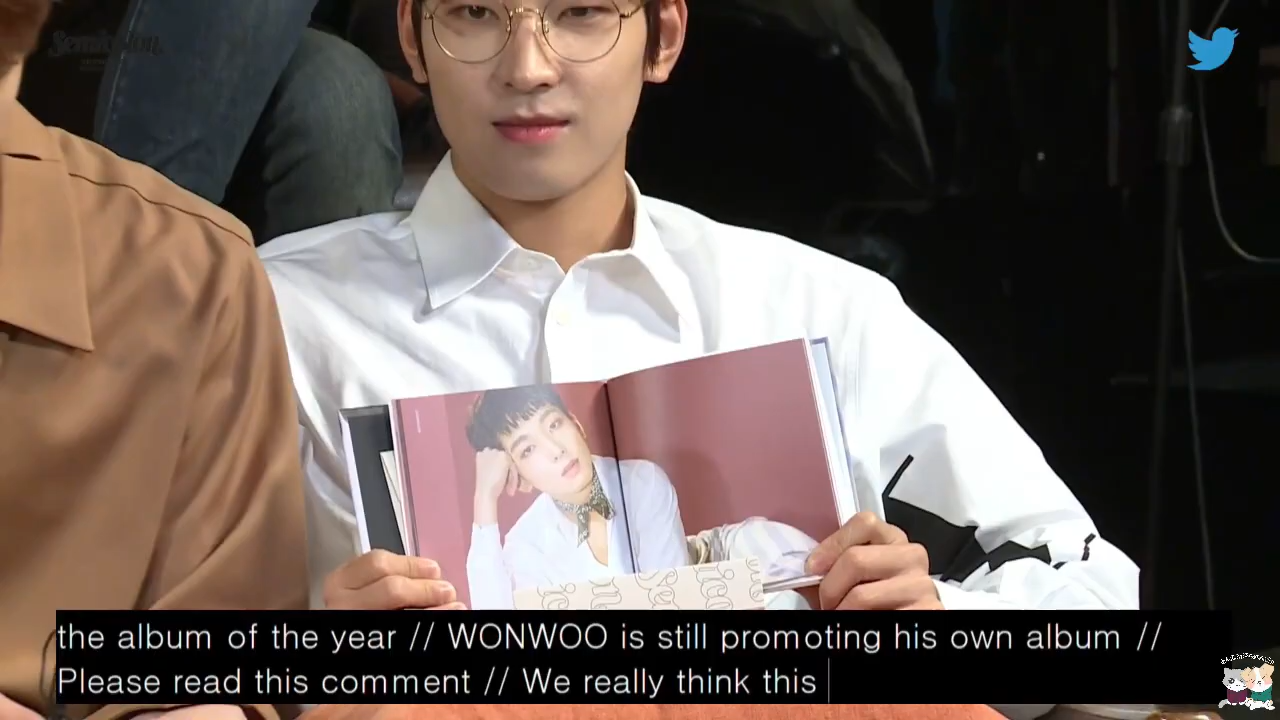 Semicolon
the album of the year // WONWOO is still promoting his own album //
Please read this comment // We really think this